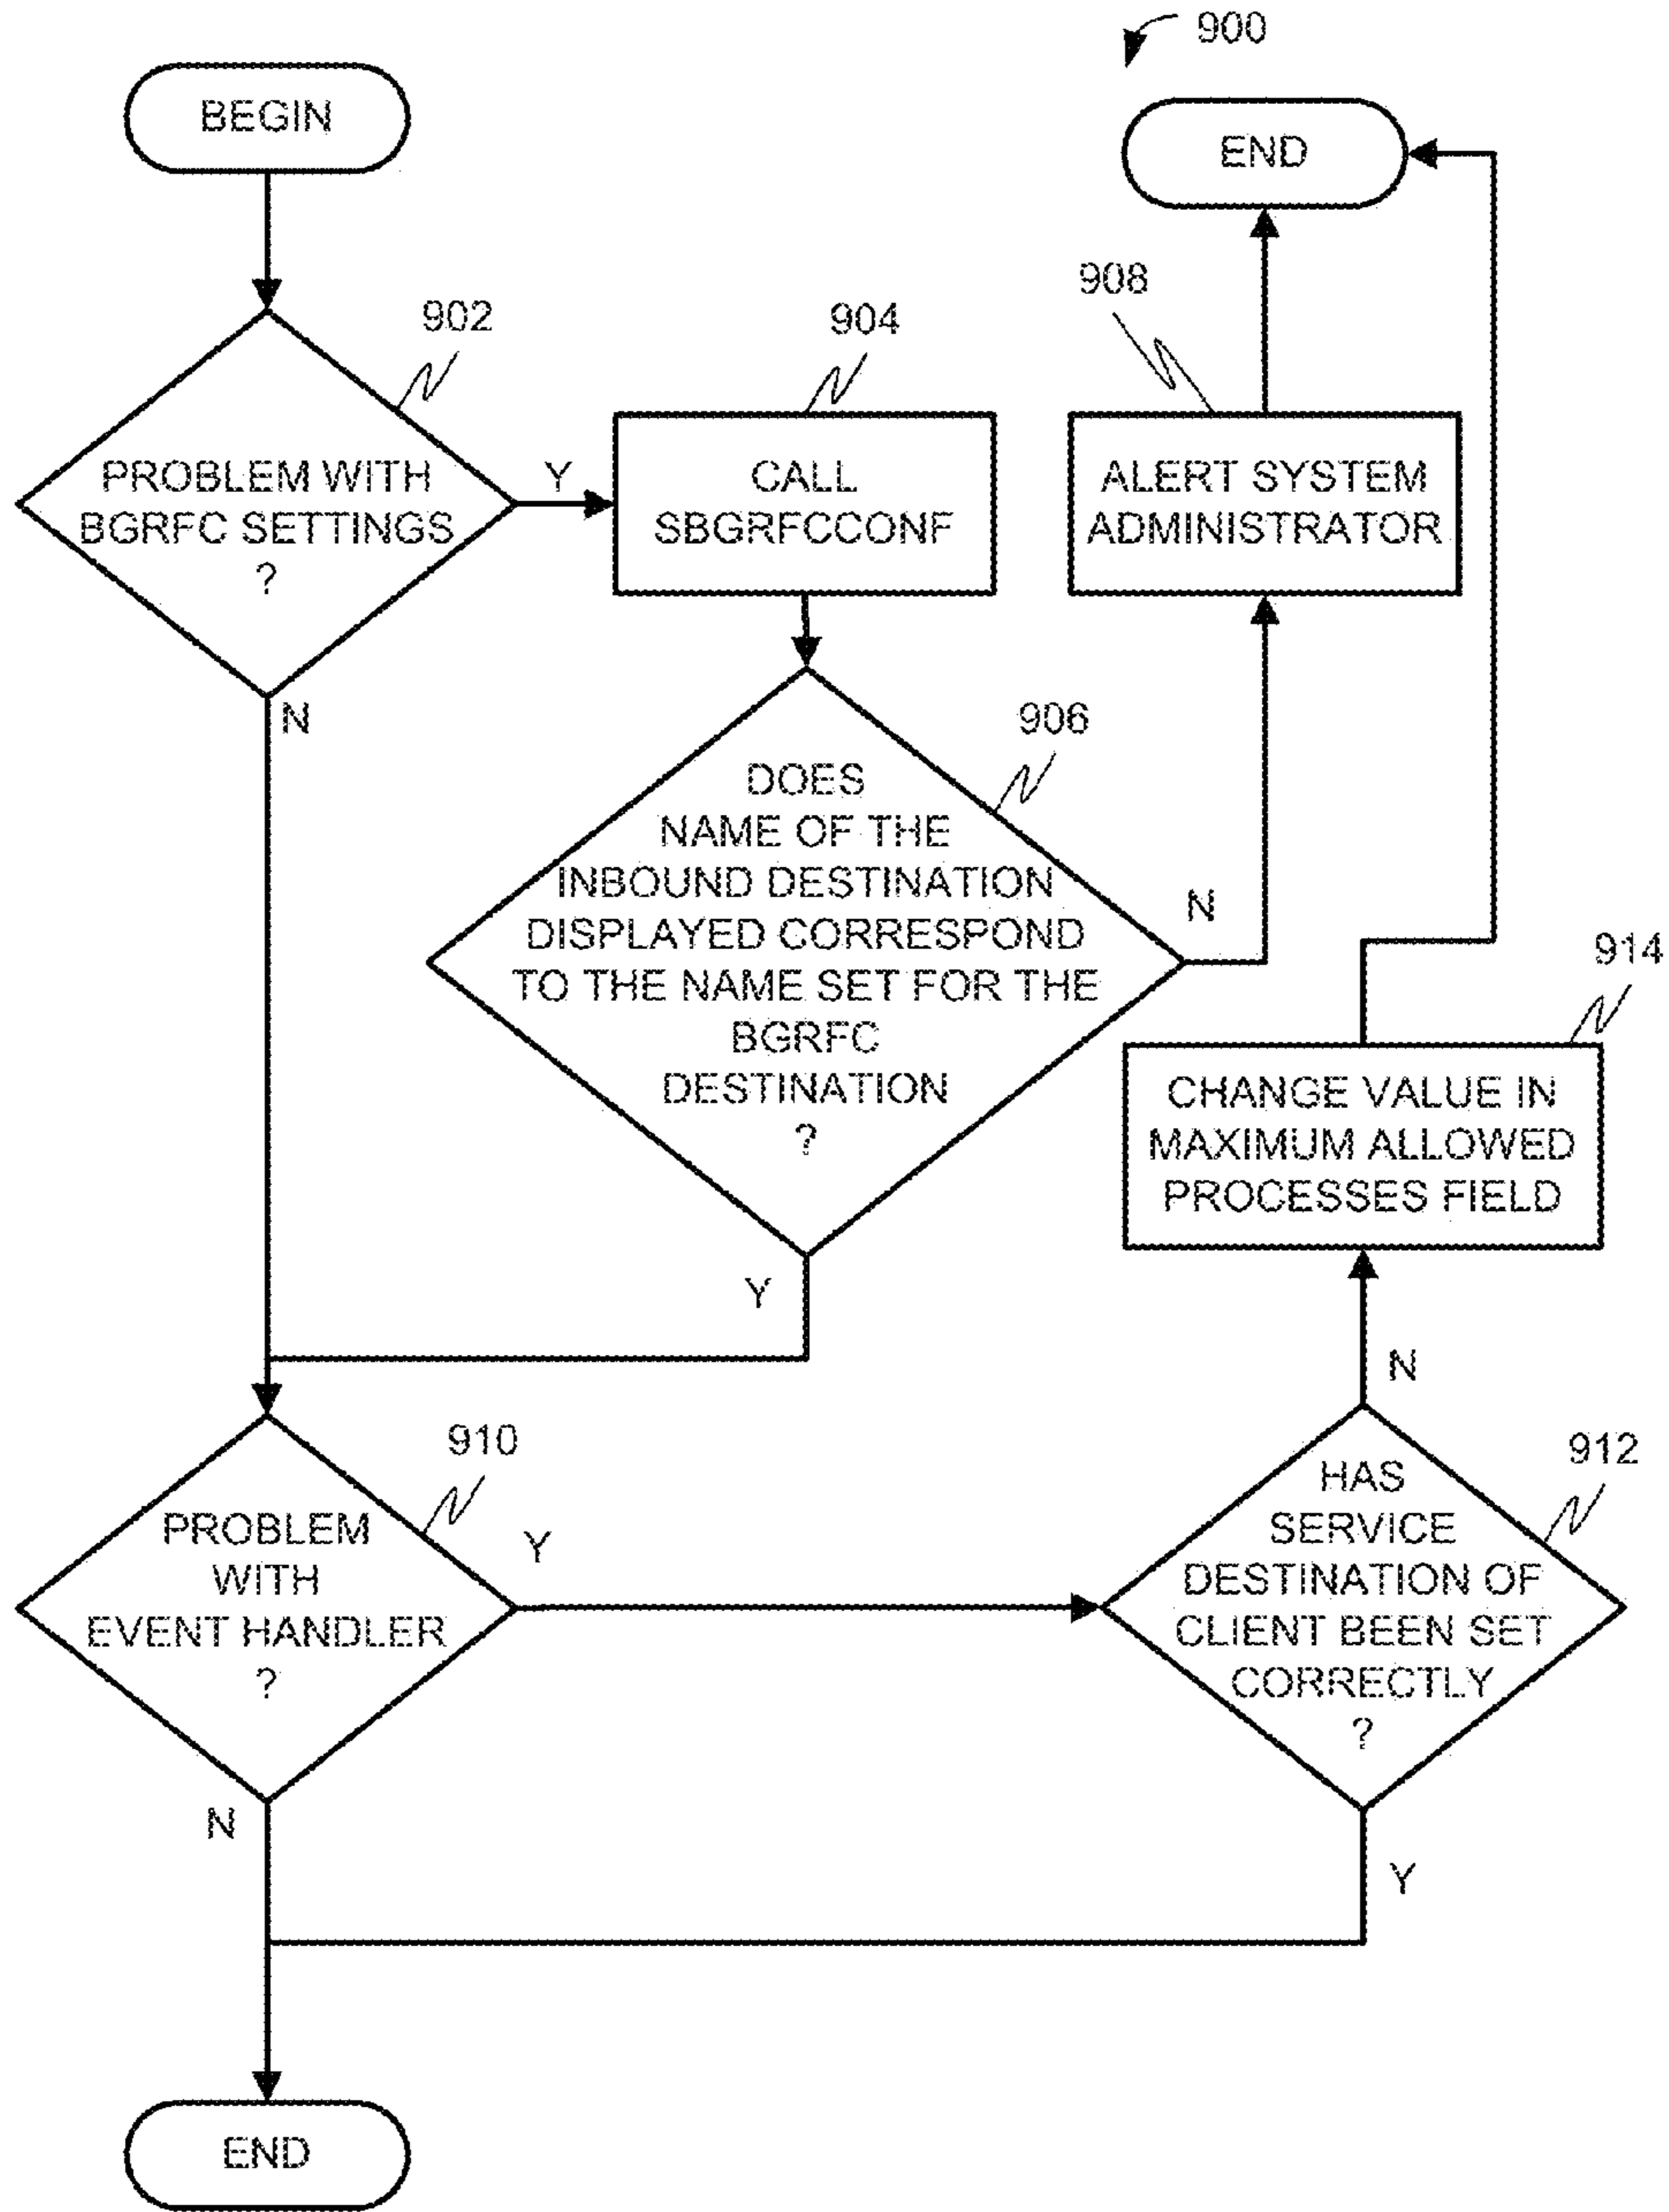 900
BEGIN
END
902
904
908
PROBLEM WITH
BGRFC SETTINGS
?
Y
CALL
SBGRFCCONF
ALERT SYSTEM
ADMINISTRATOR
N
906
DOES
NAME OF THE
INBOUND DESTINATION
DISPLAYED CORRESPOND
TO THE NAME SET FOR THE
BGRFC
DESTINATION
?
N
Y
914
CHANGE VALUE IN
MAXIMUM ALLOWED
PROCESSES FIELD
N
910
PROBLEM
WITH
EVENT HANDLER
?
Y
912
HAS
SERVICE
DESTINATION OF
CLIENT BEEN SET
CORRECTLY
?
N
Y
END